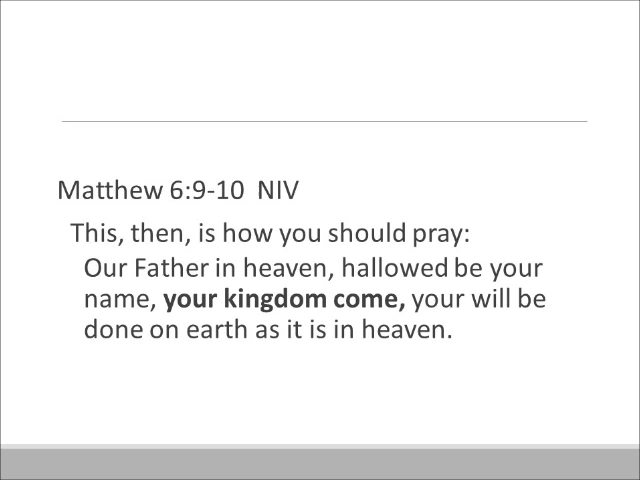 Matthew 6:9-10  NIV
This, then, is how you should pray:
Our Father in heaven, hallowed be your
name, your kingdom come, your will be
done on earth as it is in heaven.